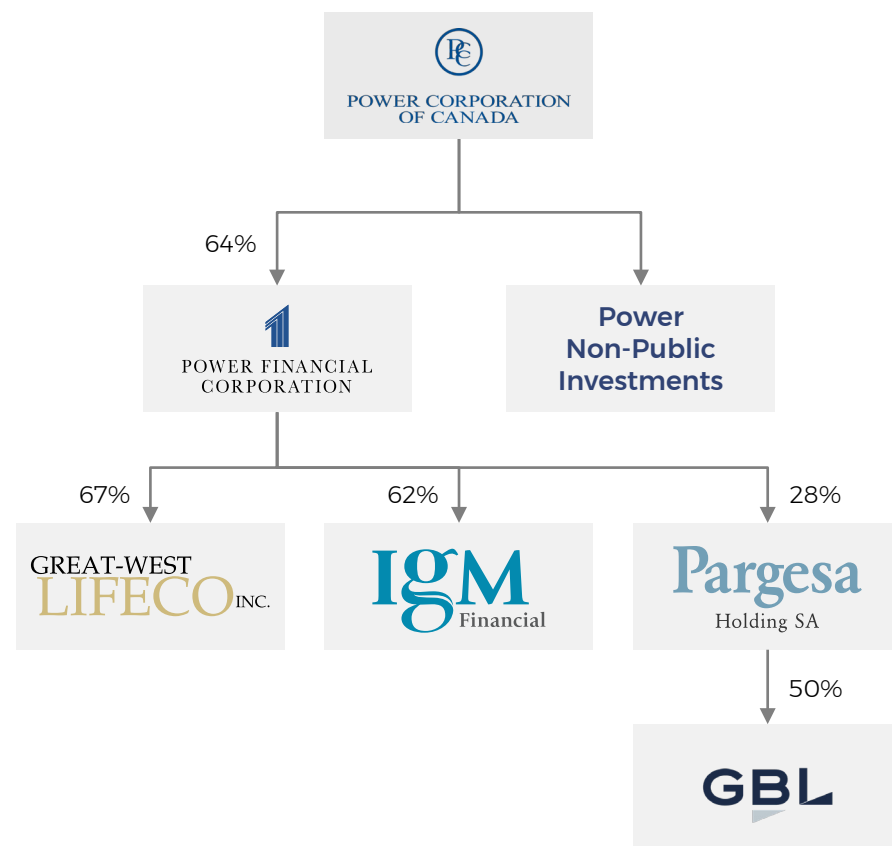 PCC
POWER CORPORATION
OF CANADA
64%
POWER FINANCIAL
CORPORATION
Power
Non-Public
Investments
67%
62%
28%
GREAT-WEST
LIFECO INC.
IGM
Financial
Pargesa
Holding SA
50%
GBL